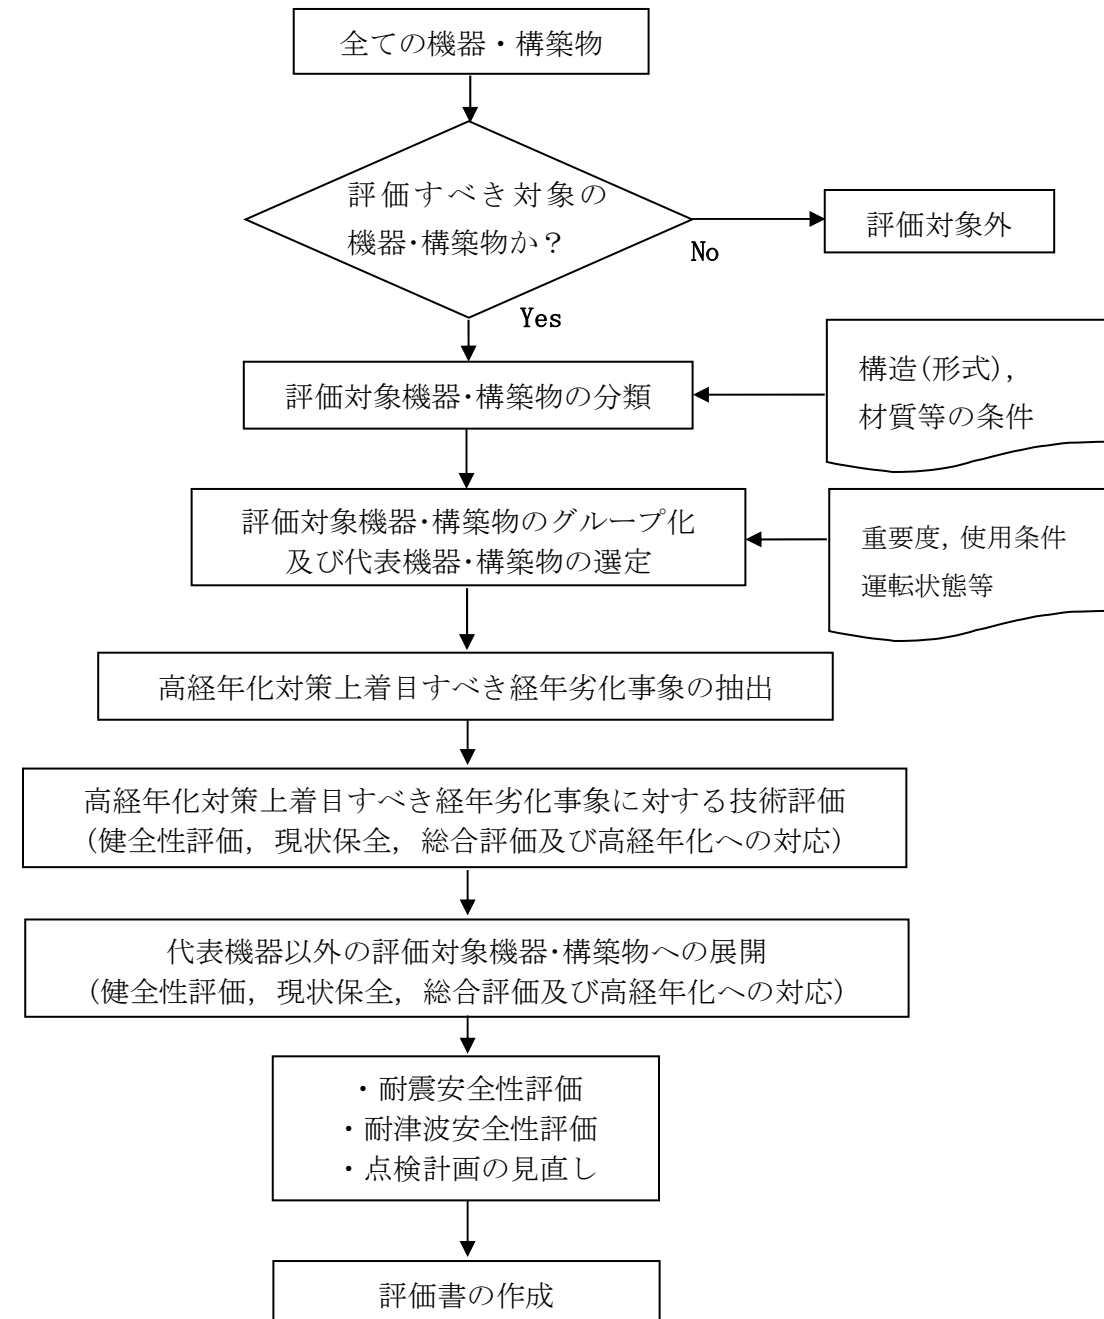 全ての機器・構築物
評価すべき対象の
機器･構築物か？
No
評価対象外
Yes
評価対象機器･構築物の分類
構造(形式),
材質等の条件
評価対象機器･構築物のグループ化
及び代表機器･構築物の選定
重要度, 使用条件
運転状態等
高経年化対策上着目すべき経年劣化事象の抽出
高経年化対策上着目すべき経年劣化事象に対する技術評価
(健全性評価, 現状保全, 総合評価及び高経年化への対応)
代表機器以外の評価対象機器･構築物への展開
(健全性評価, 現状保全, 総合評価及び高経年化への対応)
・耐震安全性評価
・耐津波安全性評価
・点検計画の見直し
評価書の作成